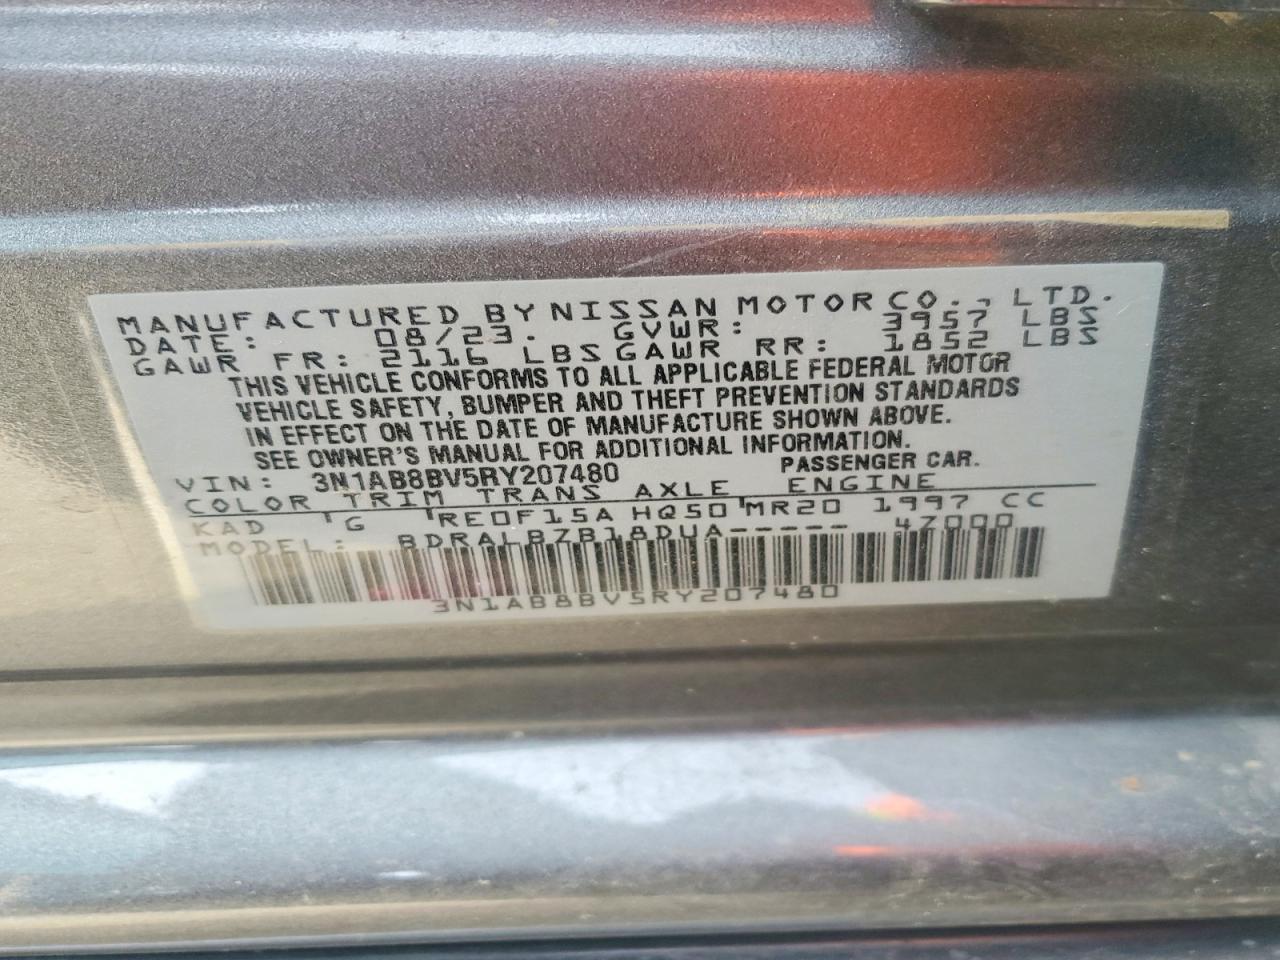 MANUFACTURED BY NISSAN MOTOR CO., LTD.
DATE: 08/23. GVWR: 3957 LBS
GAWR FR: 2116 LBS GAWR RR: 1852 LBS
THIS VEHICLE CONFORMS TO ALL APPLICABLE FEDERAL MOTOR
VEHICLE SAFETY, BUMPER AND THEFT PREVENTION STANDARDS
IN EFFECT ON THE DATE OF MANUFACTURE SHOWN ABOVE.
SEE OWNER'S MANUAL FOR ADDITIONAL INFORMATION.
VIN: 3N1AB8BV5RY207480 PASSENGER CAR.
COLOR TRIM TRANS AXLE ENGINE
KAD ' G 'RE0F15A HQ50 'MR20 1997 CC
MODEL: BDRALBZB18DUA----- 4Z000
3N1AB8BV5RY207480